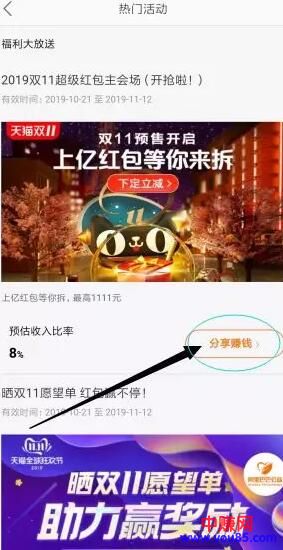 热门活动
福利大放送
2019双11超级红包主会场（开抢啦！）
有效时间：2019-10-21 至 2019-11-12
天猫双11
双11预售开启
上亿红包等你来拆
下定立减
上亿红包等你拆，最高1111元
预估收入比率
8%
分享赚钱
晒双11愿望单 红包赢不停！
有效时间：2019-10-21 至 2019-11-12
11.11
天猫全球狂欢节
2019
晒双11愿望单
助力赢奖励
中赚网
www.you85.com